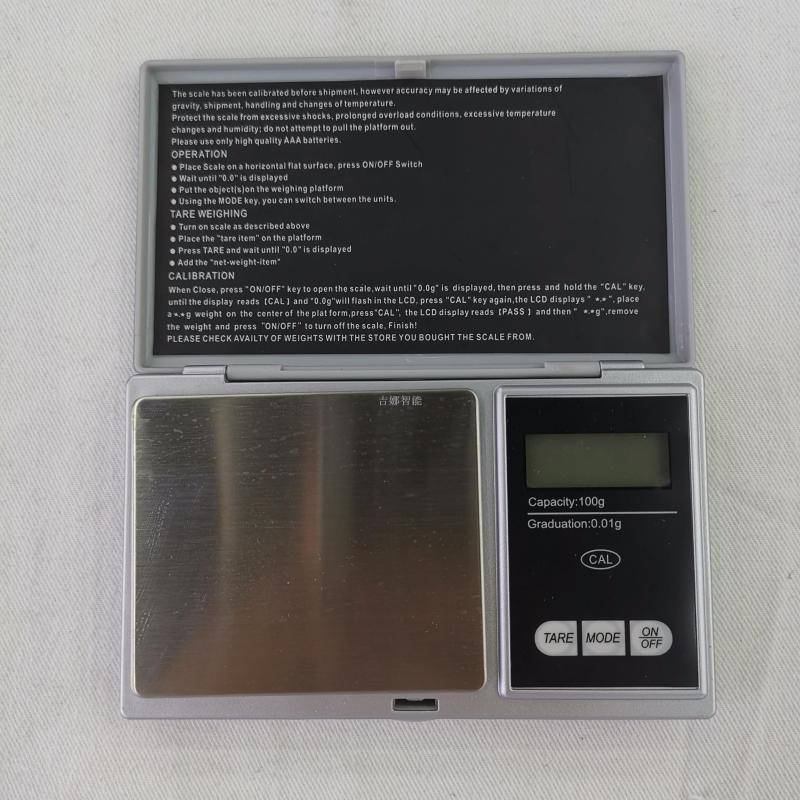 The scale has been calibrated before shipment, however accuracy may be affected by variations of
gravity, shipment, handling and changes of temperature.
Protect the scale from excessive shocks, prolonged overload conditions, excessive temperature
changes and humidity; do not attempt to pull the platform out.
Please use only high quality AAA batteries.
OPERATION
● Place Scale on a horizontal flat surface, press ON/OFF Switch
● Wait until "0.0" is displayed
● Put the object(s)on the weighing platform
● Using the MODE key, you can switch between the units.
TARE WEIGHING
● Turn on scale as described above
● Place the "tare item" on the platform
● Press TARE and wait until "0.0" is displayed
● Add the "net-weight-item"
CALIBRATION
When Close, press "ON/OFF" key to open the scale,wait until"0.0g" is displayed, then press and hold the "CAL" key,
until the display reads [CAL] and "0.0g"will flash in the LCD, press "CAL" key again,the LCD displays " *.*", place
a*.*g weight on the center of the plat form,press"CAL", the LCD display reads [PASS] and then" *.*g",remove
the weight and press "ON/OFF" to turn off the scale, Finish!
PLEASE CHECK AVAILTY OF WEIGHTS WITH THE STORE YOU BOUGHT THE SCALE FROM.
吉娜智能
Capacity:100g
Graduation:0.01g
CAL
TARE MODE ON/OFF